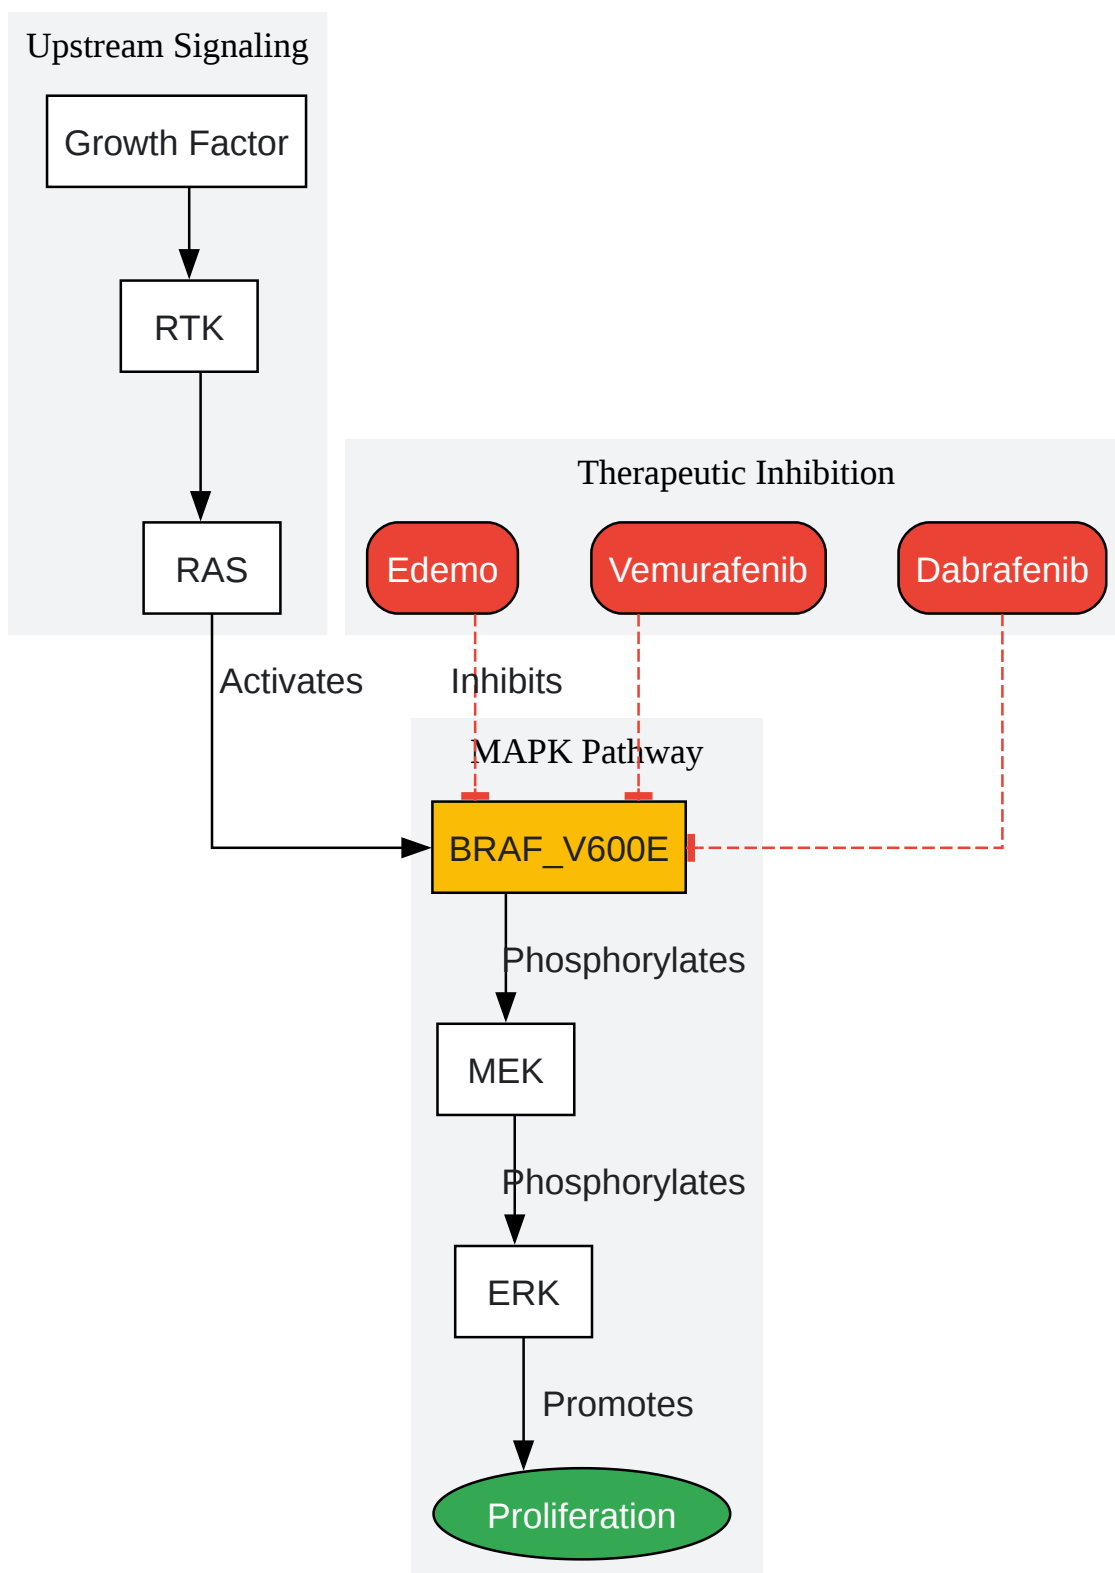 Upstream Signaling
Growth Factor
RTK
Therapeutic Inhibition
RAS
Edemo
Vemurafenib
Dabrafenib
Activates
Inhibits
MAPK Pathway
BRAF_V600E
Phosphorylates
MEK
Phosphorylates
ERK
Promotes
Proliferation